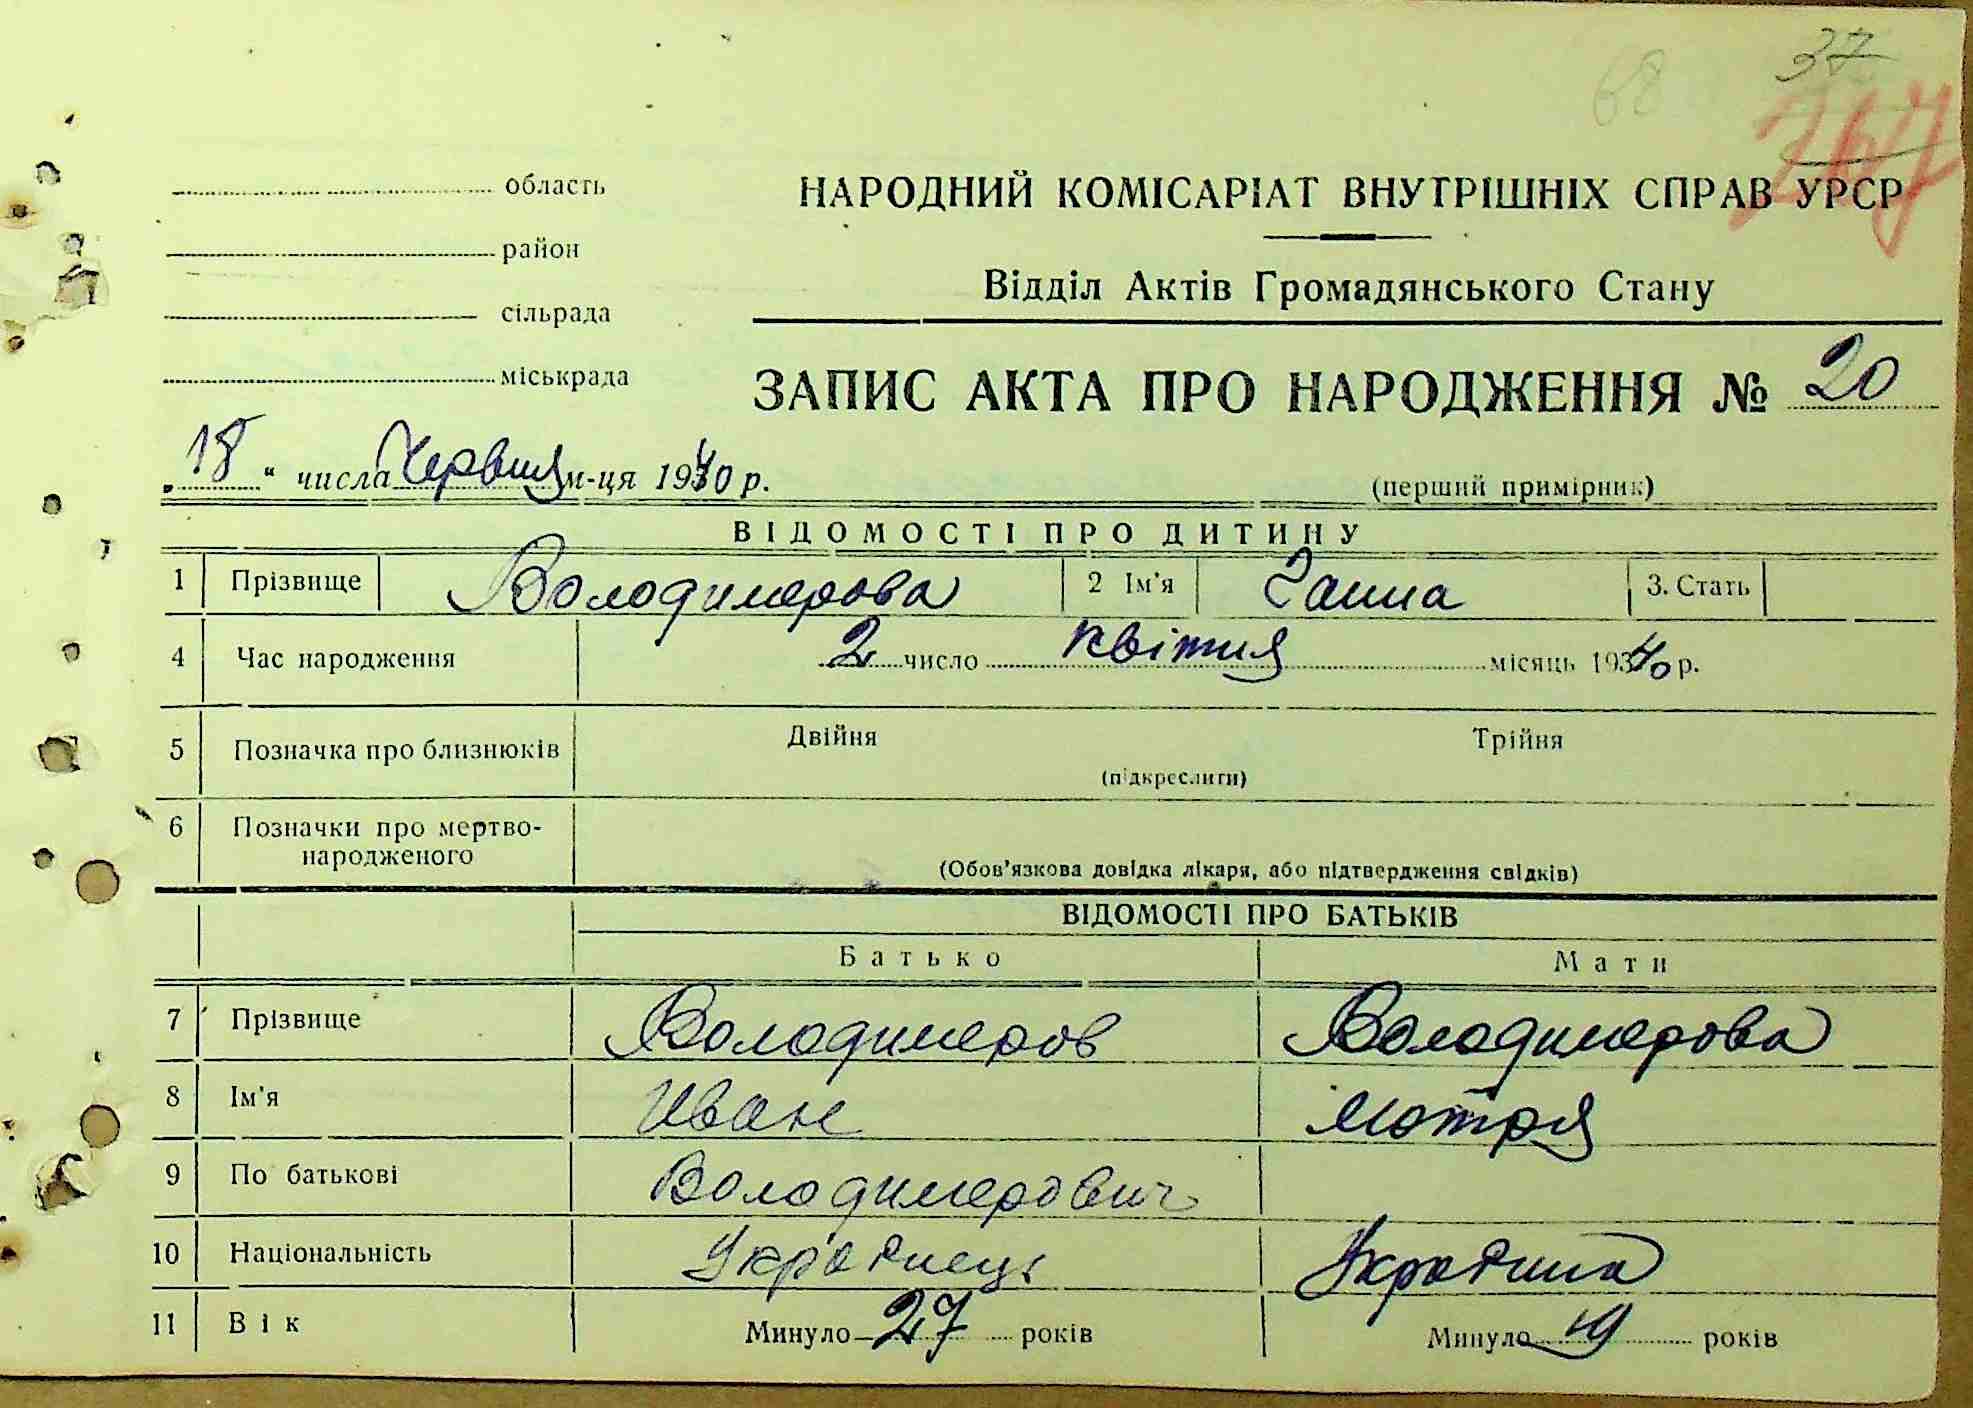 37
68
267
область
район
сільрада
міськрада
НАРОДНИЙ КОМІСАРІАТ ВНУТРІШНІХ СПРАВ УРСР
Відділ Актів Громадянського Стану
ЗАПИС АКТА ПРО НАРОДЖЕННЯ № 20
„18“ числа Червня м-ця 1940 р.
(перший примірник)
ВІДОМОСТІ ПРО ДИТИНУ
1 Прізвище Володимерова 2 Ім'я Ганна 3. Стать
4 Час народження 2 число квітня місяць 1940 р.
5 Позначка про близнюків Двійня Трійня
(підкреслити)
6 Позначки про мертво-
народженого
(Обов'язкова довідка лікаря, або підтвердження свідків)
ВІДОМОСТІ ПРО БАТЬКІВ
Батько Мати
7 Прізвище Володимеров Володимерова
8 Ім'я Иван Мотря
9 По батькові Володимерович
10 Національність Українець Українка
11 Вік Минуло 27 років Минуло 19 років